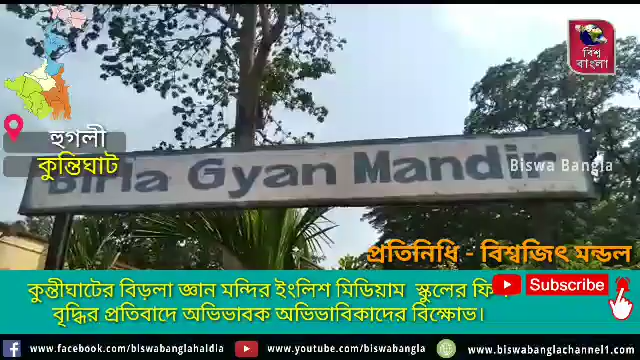 বিশ্ব
বাংলা
হুগলী
কুন্তিঘাট
Birla Gyan Mandir
Biswa Bangla
প্রতিনিধি - বিশ্বজিৎ মন্ডল
কুন্তীঘাটের বিড়লা জ্ঞান মন্দির ইংলিশ মিডিয়াম স্কুলের ফি
Subscribe
বৃদ্ধির প্রতিবাদে অভিভাবক অভিভাবিকাদের বিক্ষোভ।
www.facebook.com/biswabanglahaldia
www.youtube.com/biswabangla
www.biswabanglachannel1.com